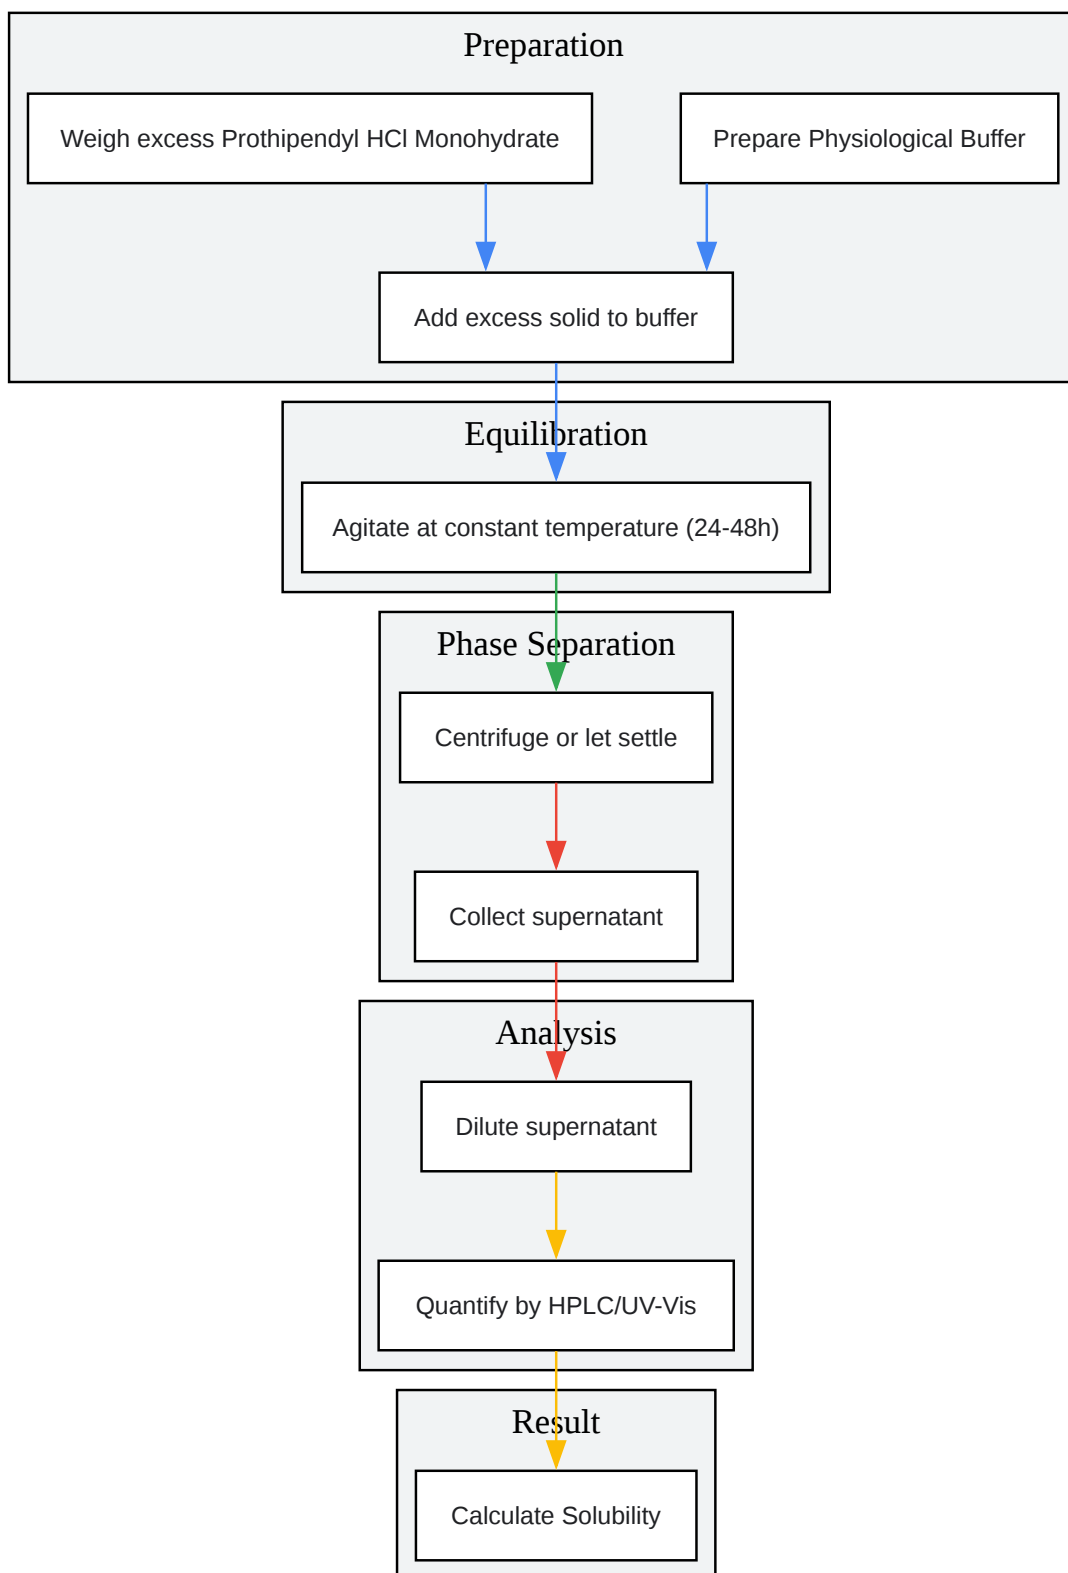 Preparation
Weigh excess Prothipendyl HCl Monohydrate
Prepare Physiological Buffer
Add excess solid to buffer
Equilibration
Agitate at constant temperature (24-48h)
Phase Separation
Centrifuge or let settle
Collect supernatant
Analysis
Dilute supernatant
Quantify by HPLC/UV-Vis
Result
Calculate Solubility